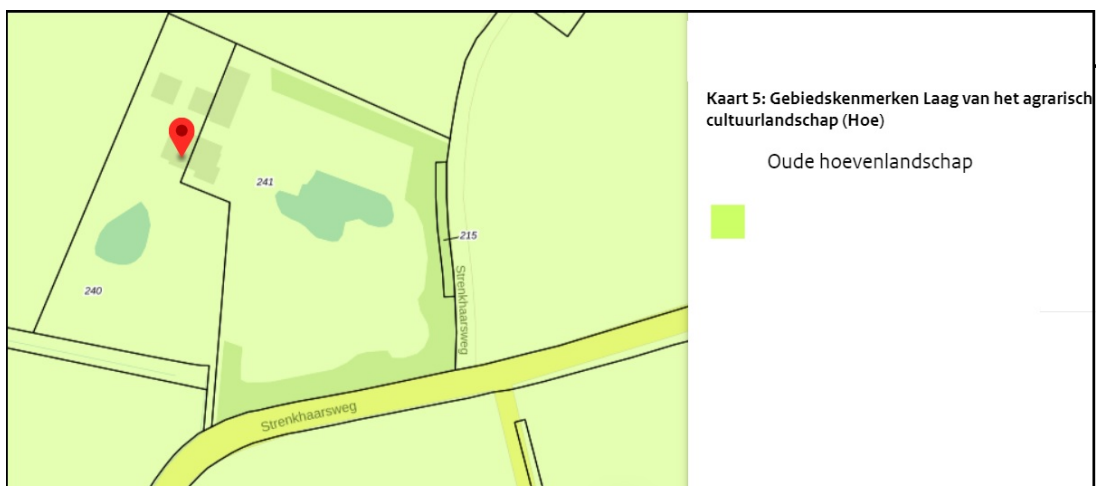 Kaart 5: Gebiedskenmerken Laag van het agrarisch
cultuurlandschap (Hoe)
Oude hoevenlandschap
241
215
240
Strenkhaarsweg
Strenkhaarsweg